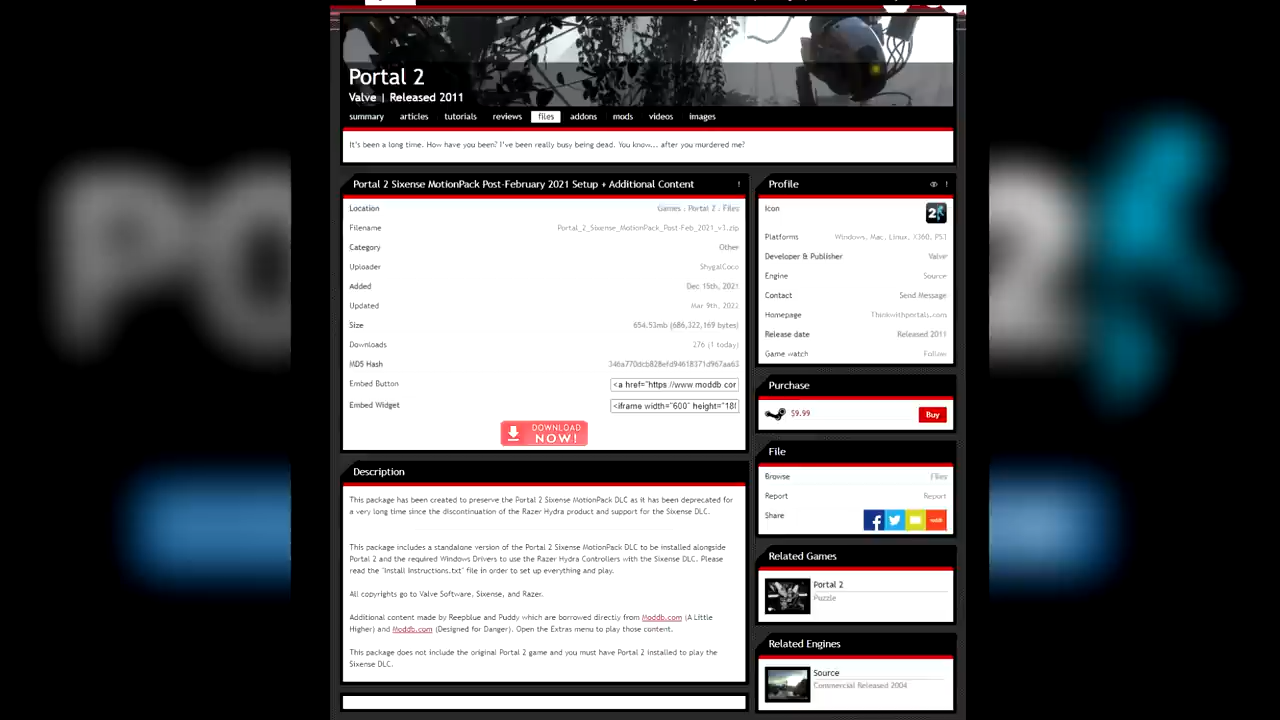 Portal 2
Valve | Released 2011
summary articles tutorials reviews files addons mods videos images
It's been a long time. How have you been? I've been really busy being dead. You know... after you murdered me?
Portal 2 Sixense MotionPack Post-February 2021 Setup + Additional Content !
Location Games : Portal 2 : Files
Filename Portal_2_Sixense_MotionPack_Post-Feb_2021_v3.zip
Category Other
Uploader ShygalCoco
Added Dec 15th, 2021
Updated Mar 9th, 2022
Size 654.53mb (686,322,169 bytes)
Downloads 276 (1 today)
MD5 Hash 346a770dcb828efd94618371d967aa63
Embed Button <a href="https://www.moddb.cor
Embed Widget <iframe width="600" height="180
DOWNLOAD
NOW!
Description
This package has been created to preserve the Portal 2 Sixense MotionPack DLC as it has been deprecated for
a very long time since the discontinuation of the Razer Hydra product and support for the Sixense DLC.
This package includes a standalone version of the Portal 2 Sixense MotionPack DLC to be installed alongside
Portal 2 and the required Windows Drivers to use the Razer Hydra Controllers with the Sixense DLC. Please
read the "Install Instructions.txt" file in order to set up everything and play.
All copyrights go to Valve Software, Sixense, and Razer.
Additional content made by Reepblue and Puddy which are borrowed directly from Moddb.com (A Little
Higher) and Moddb.com (Designed for Danger). Open the Extras menu to play those content.
This package does not include the original Portal 2 game and you must have Portal 2 installed to play the
Sixense DLC.
Profile !
Icon 2
Platforms Windows, Mac, Linux, X360, PS3
Developer & Publisher Valve
Engine Source
Contact Send Message
Homepage Thinkwithportals.com
Release date Released 2011
Game watch Follow
Purchase
$9.99 Buy
File
Browse Files
Report Report
Share
reddit
Related Games
Portal 2
Puzzle
Related Engines
Source
Commercial Released 2004